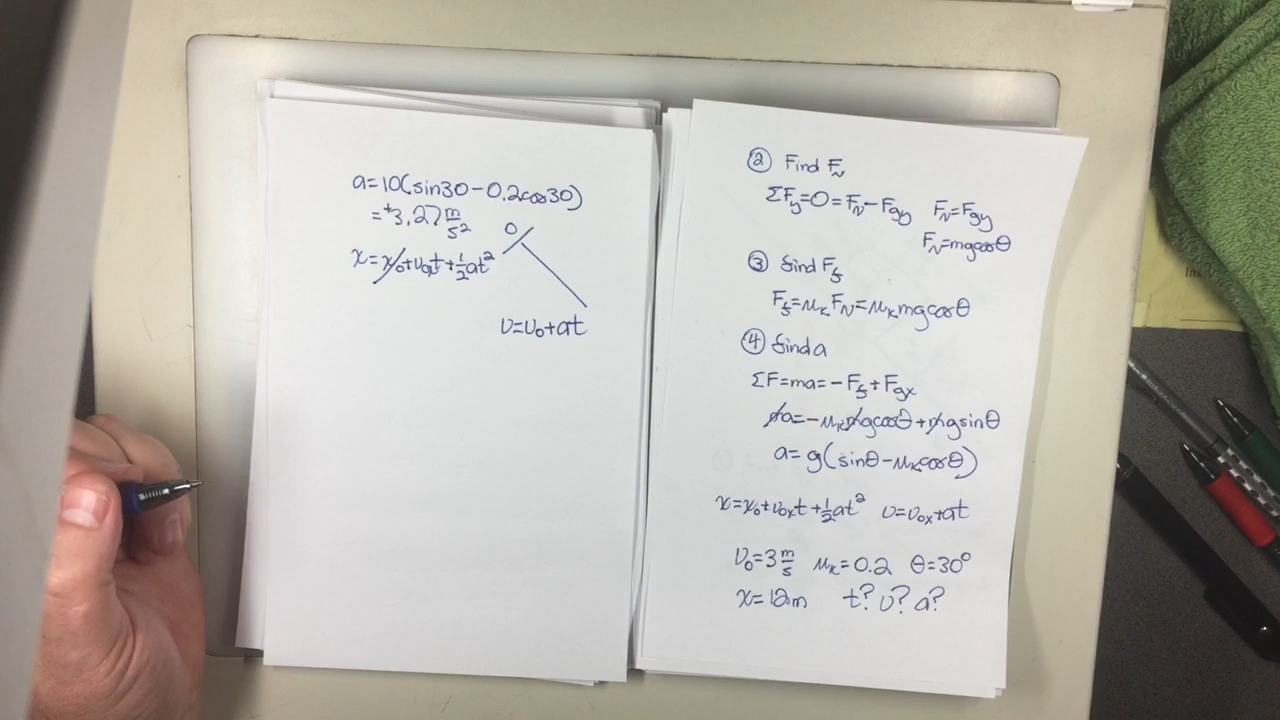 a=10(sin30-0.2cos30)
=+3.27 m/s²
0
x=x₀+v₀t+½at²
v=v₀+at
② Find F_N
ΣF_y=0=F_N-F_gy F_N=F_gy
F_N=mgcosθ
③ find F_f
F_f=μ_kF_N=μ_kmgcosθ
④ find a
ΣF=ma=-F_f+F_gx
ma=-μ_kmgcosθ+mgsinθ
a=g(sinθ-μ_kcosθ)
x=x₀+v₀ₓt+½at² v=v₀ₓ+at
v₀=3 m/s μ_k=0.2 θ=30°
x=12m t? v? a?